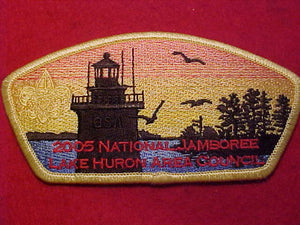 BSA
2005 NATIONAL JAMBOREE
LAKE HURON AREA COUNCIL